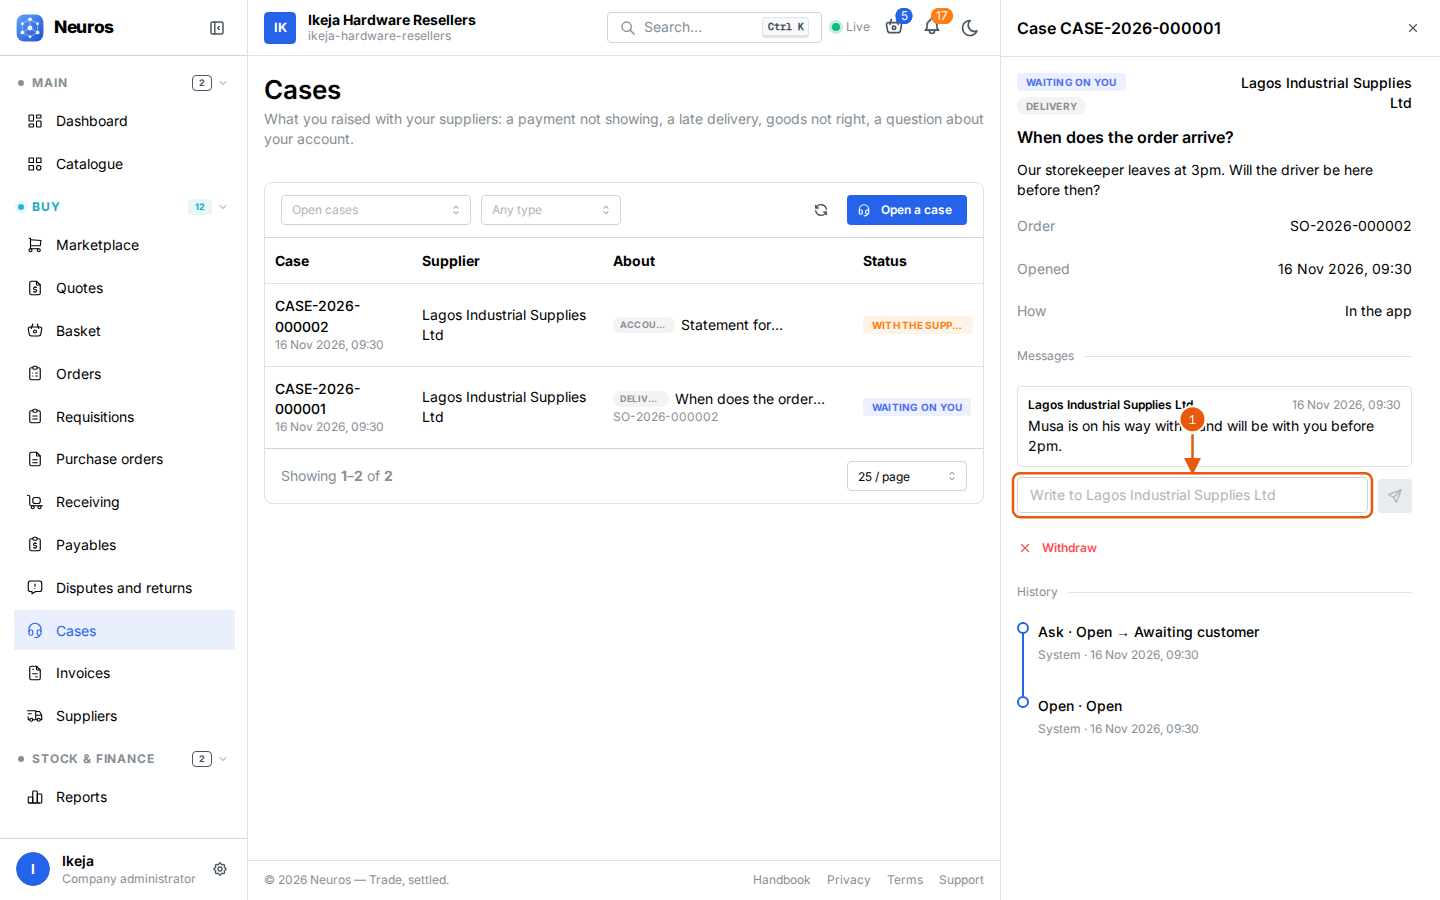 Neuros
MAIN
2
Dashboard
Catalogue
BUY
12
Marketplace
Quotes
Basket
Orders
Requisitions
Purchase orders
Receiving
Payables
Disputes and returns
Cases
Invoices
Suppliers
STOCK & FINANCE
2
Reports
I
Ikeja
Company administrator
IK
Ikeja Hardware Resellers
ikeja-hardware-resellers
Search...
Ctrl K
Live
5
17
Cases
What you raised with your suppliers: a payment not showing, a late delivery, goods not right, a question about
your account.
Open cases
Any type
Open a case
Case Supplier About Status
CASE-2026-
000002
16 Nov 2026, 09:30
Lagos Industrial Supplies
Ltd
ACCOU... Statement for...
WITH THE SUPP...
CASE-2026-
000001
16 Nov 2026, 09:30
Lagos Industrial Supplies
Ltd
DELIV... When does the order...
SO-2026-000002
WAITING ON YOU
Showing 1–2 of 2
25 / page
© 2026 Neuros — Trade, settled.
Handbook Privacy Terms Support
Case CASE-2026-000001
WAITING ON YOU
DELIVERY
Lagos Industrial Supplies
Ltd
When does the order arrive?
Our storekeeper leaves at 3pm. Will the driver be here
before then?
Order SO-2026-000002
Opened 16 Nov 2026, 09:30
How In the app
Messages
Lagos Industrial Supplies Ltd 16 Nov 2026, 09:30
1
Musa is on his way with and will be with you before
2pm.
Write to Lagos Industrial Supplies Ltd
Withdraw
History
Ask · Open → Awaiting customer
System · 16 Nov 2026, 09:30
Open · Open
System · 16 Nov 2026, 09:30